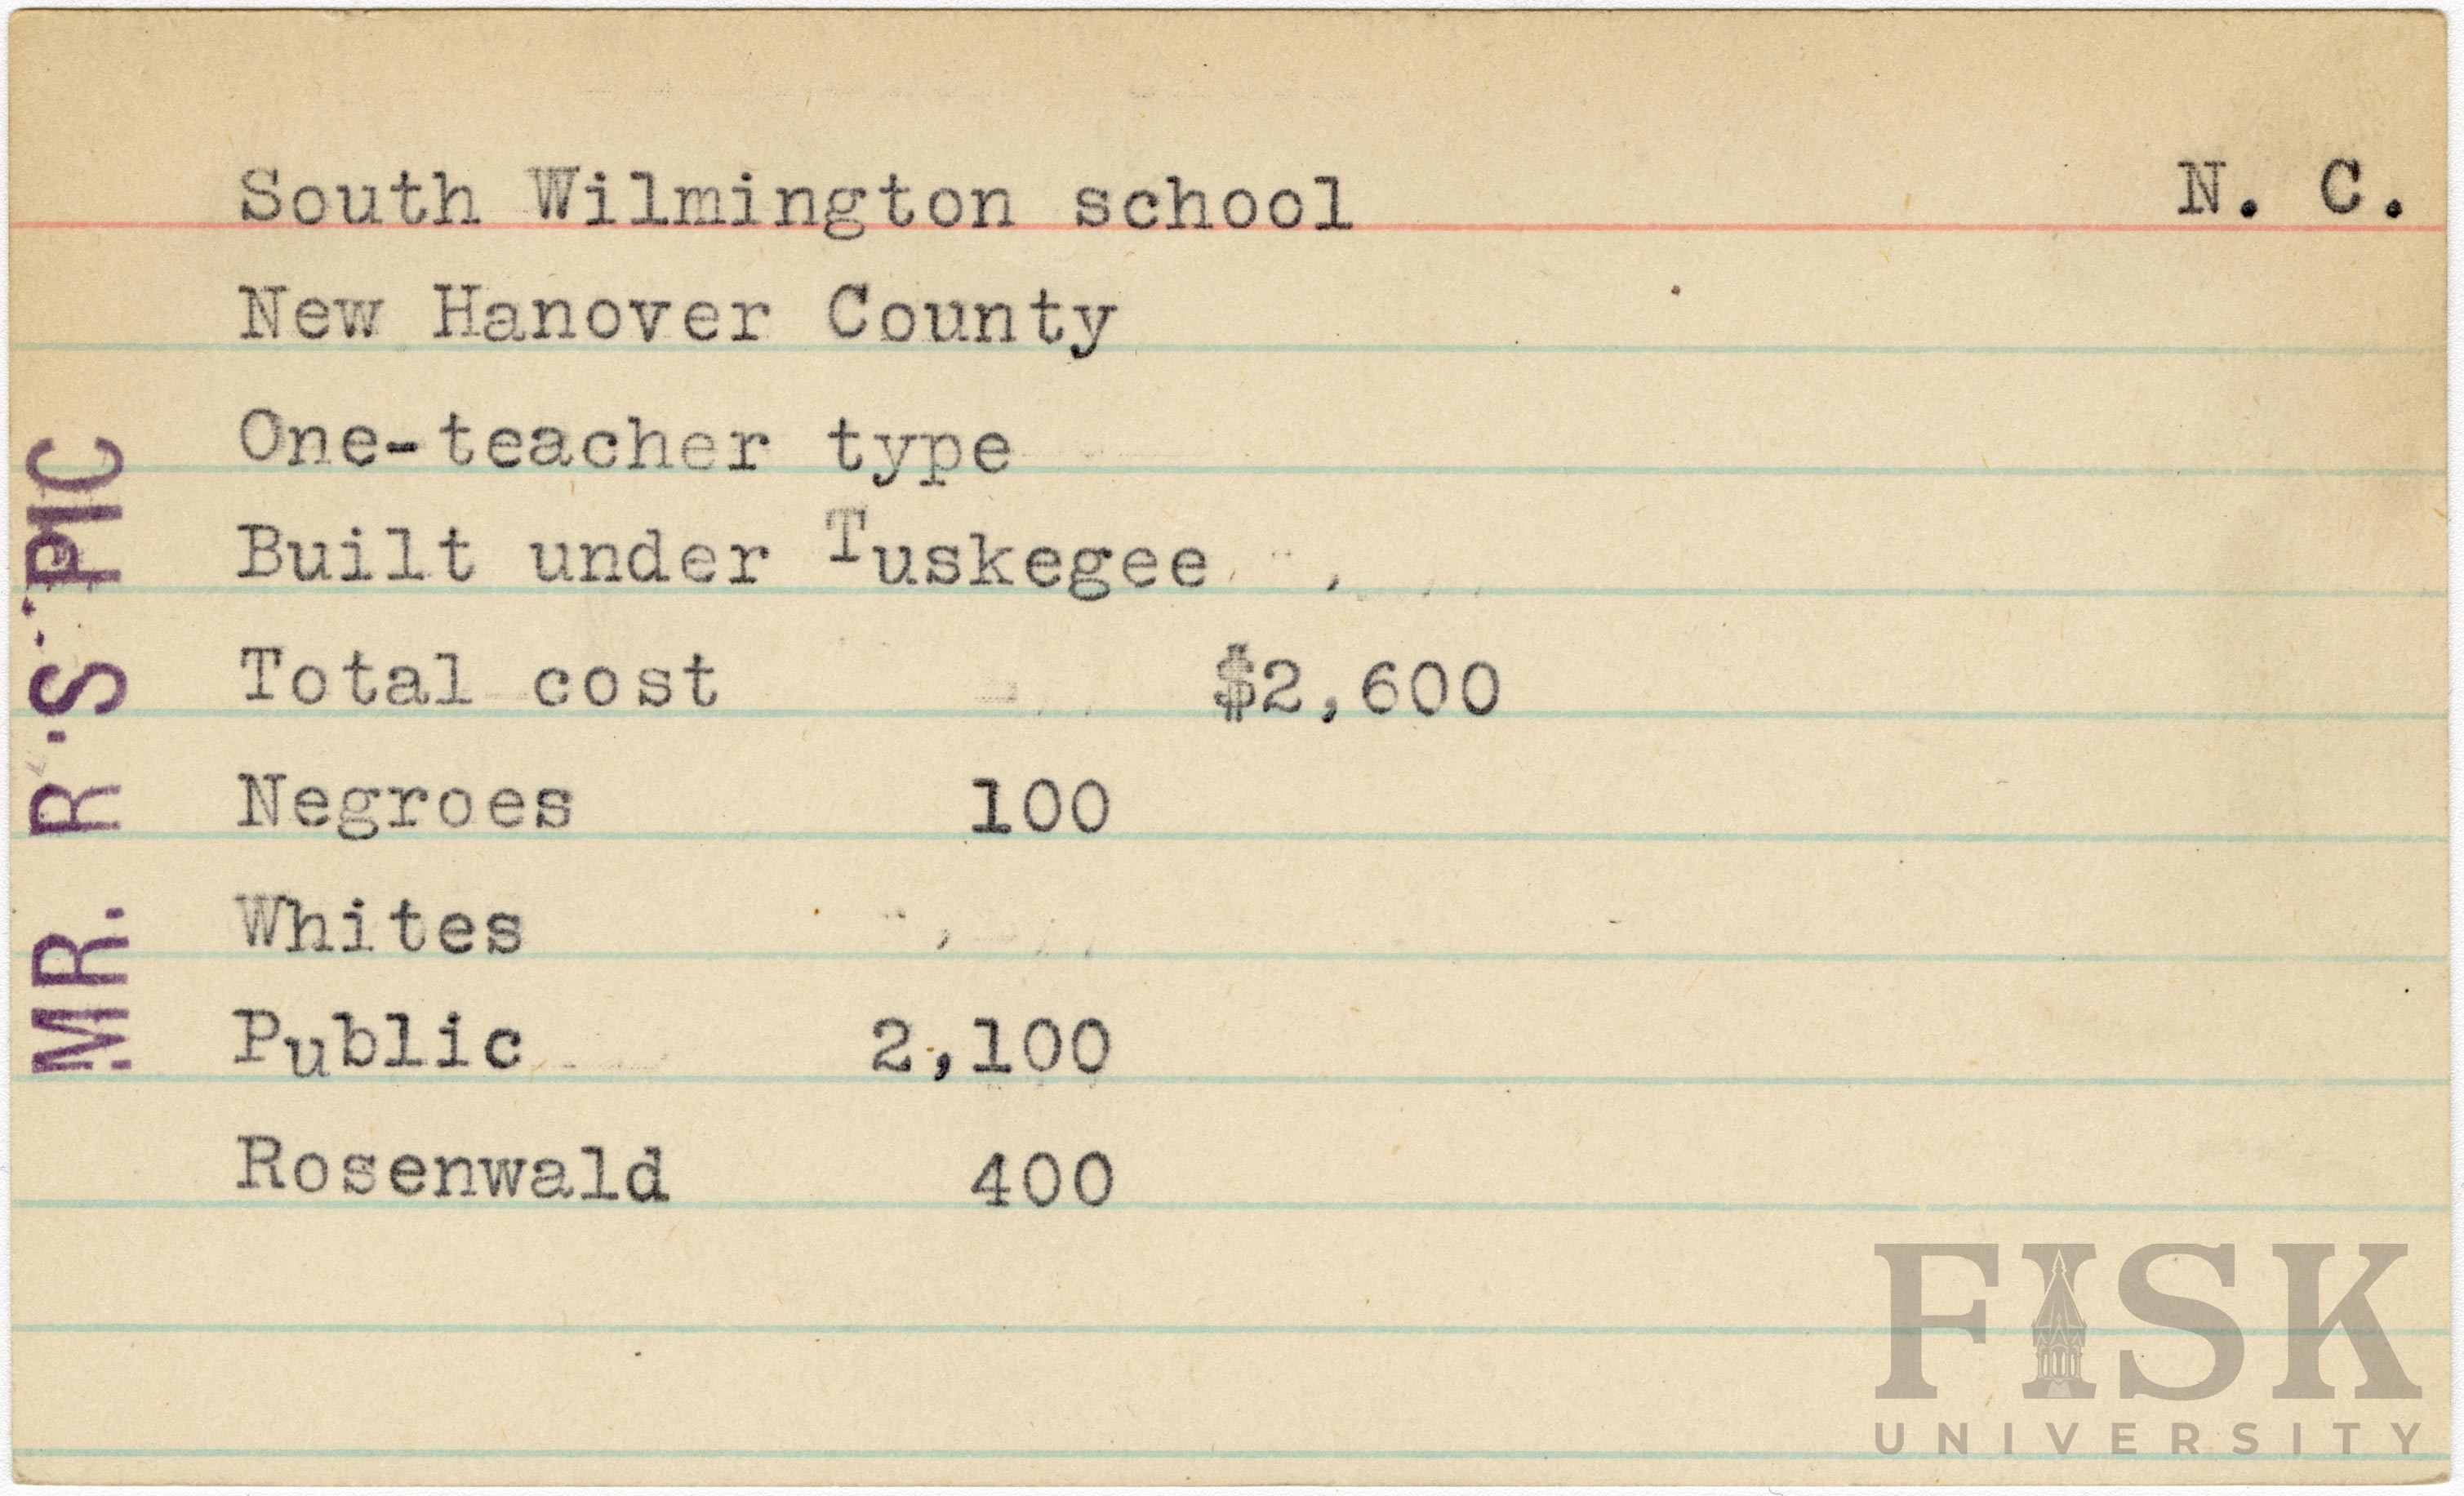 South Wilmington school N. C.
New Hanover County
One-teacher type
Built under Tuskegee
Total cost $2,600
Negroes 100
Whites
Public 2,100
Rosenwald 400
MR. R'S PIC
FISK
UNIVERSITY